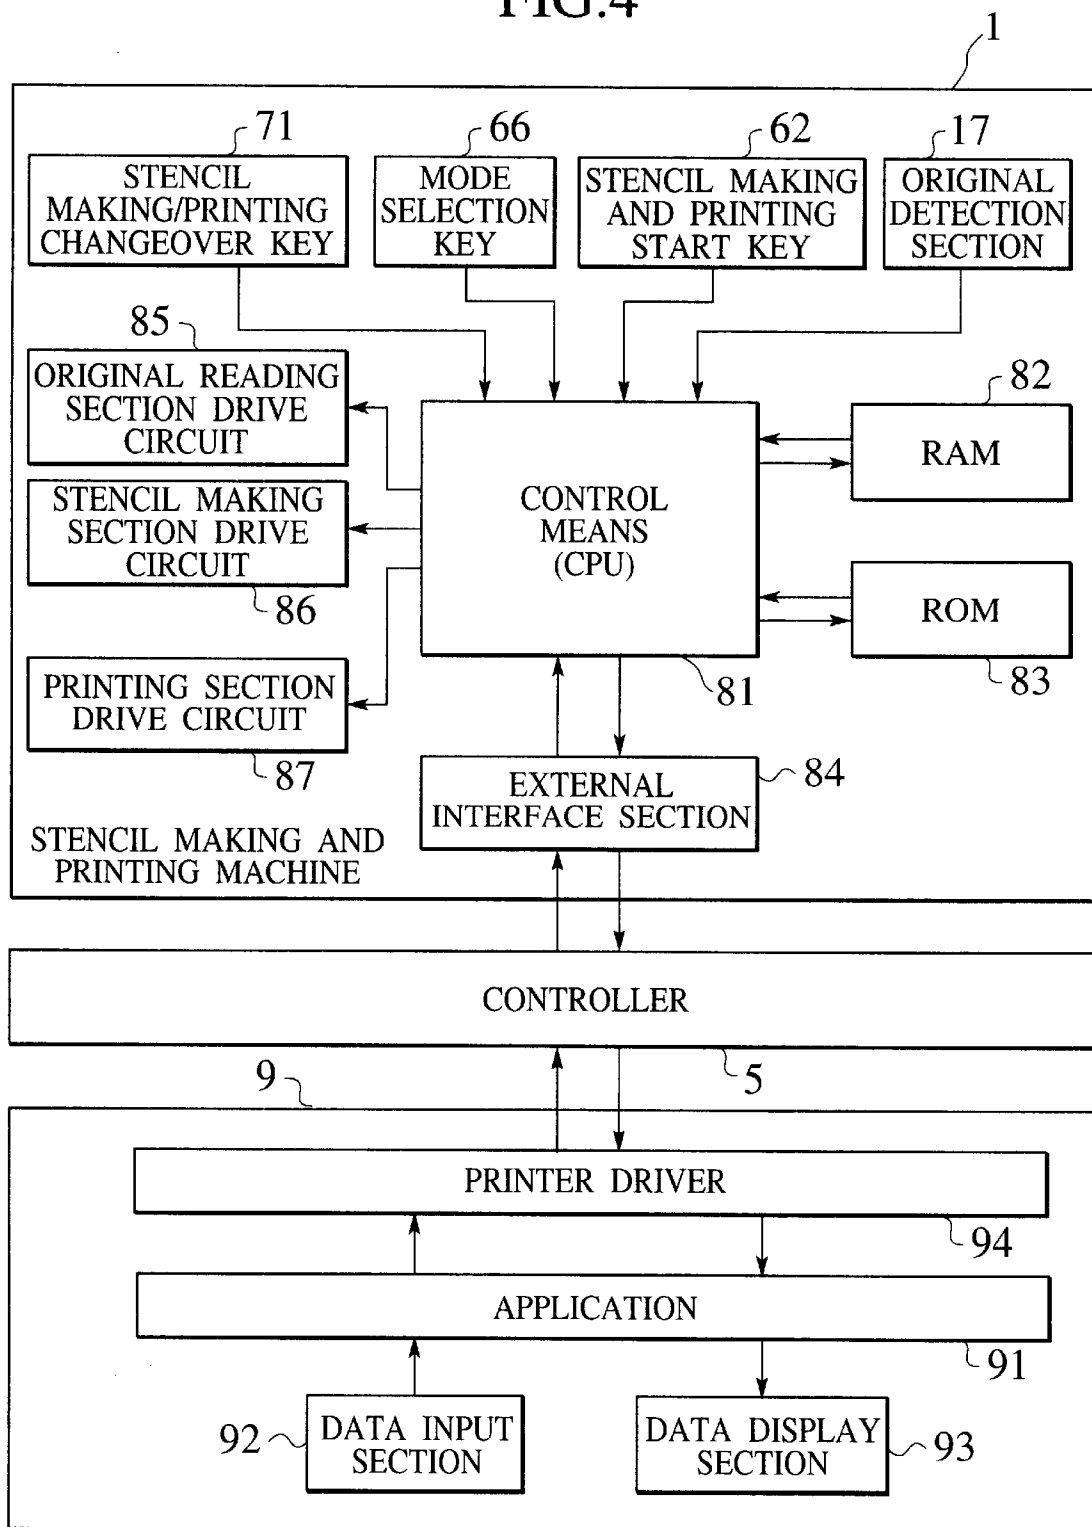 FIG.4
1
71
66
62
17
STENCIL
MAKING/PRINTING
CHANGEOVER KEY
MODE
SELECTION
KEY
STENCIL MAKING
AND PRINTING
START KEY
ORIGINAL
DETECTION
SECTION
85
ORIGINAL READING
SECTION DRIVE
CIRCUIT
82
RAM
STENCIL MAKING
SECTION DRIVE
CIRCUIT
86
CONTROL
MEANS
(CPU)
ROM
83
81
PRINTING SECTION
DRIVE CIRCUIT
87
84
EXTERNAL
INTERFACE SECTION
STENCIL MAKING AND
PRINTING MACHINE
CONTROLLER
5
9
PRINTER DRIVER
94
APPLICATION
91
92
DATA INPUT
SECTION
DATA DISPLAY
SECTION
93